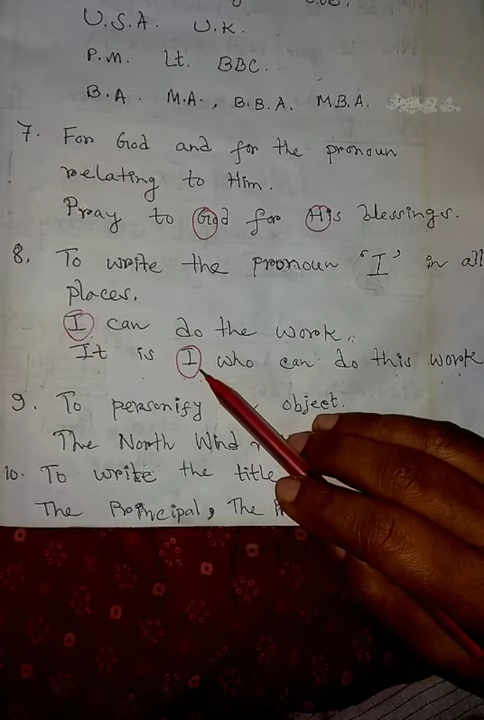 U.S.A. U.K.
P.M. Lt. BBC.
B.A. M.A., B.B.A. M.B.A.
7. For God and for the pronoun
relating to Him.
Pray to God for His blessings.
8. To write the pronoun 'I' in all
places.
I can do the work.
It is I who can do this work
9. To personify object.
The North Wind
10. To write the title
The Principal, The